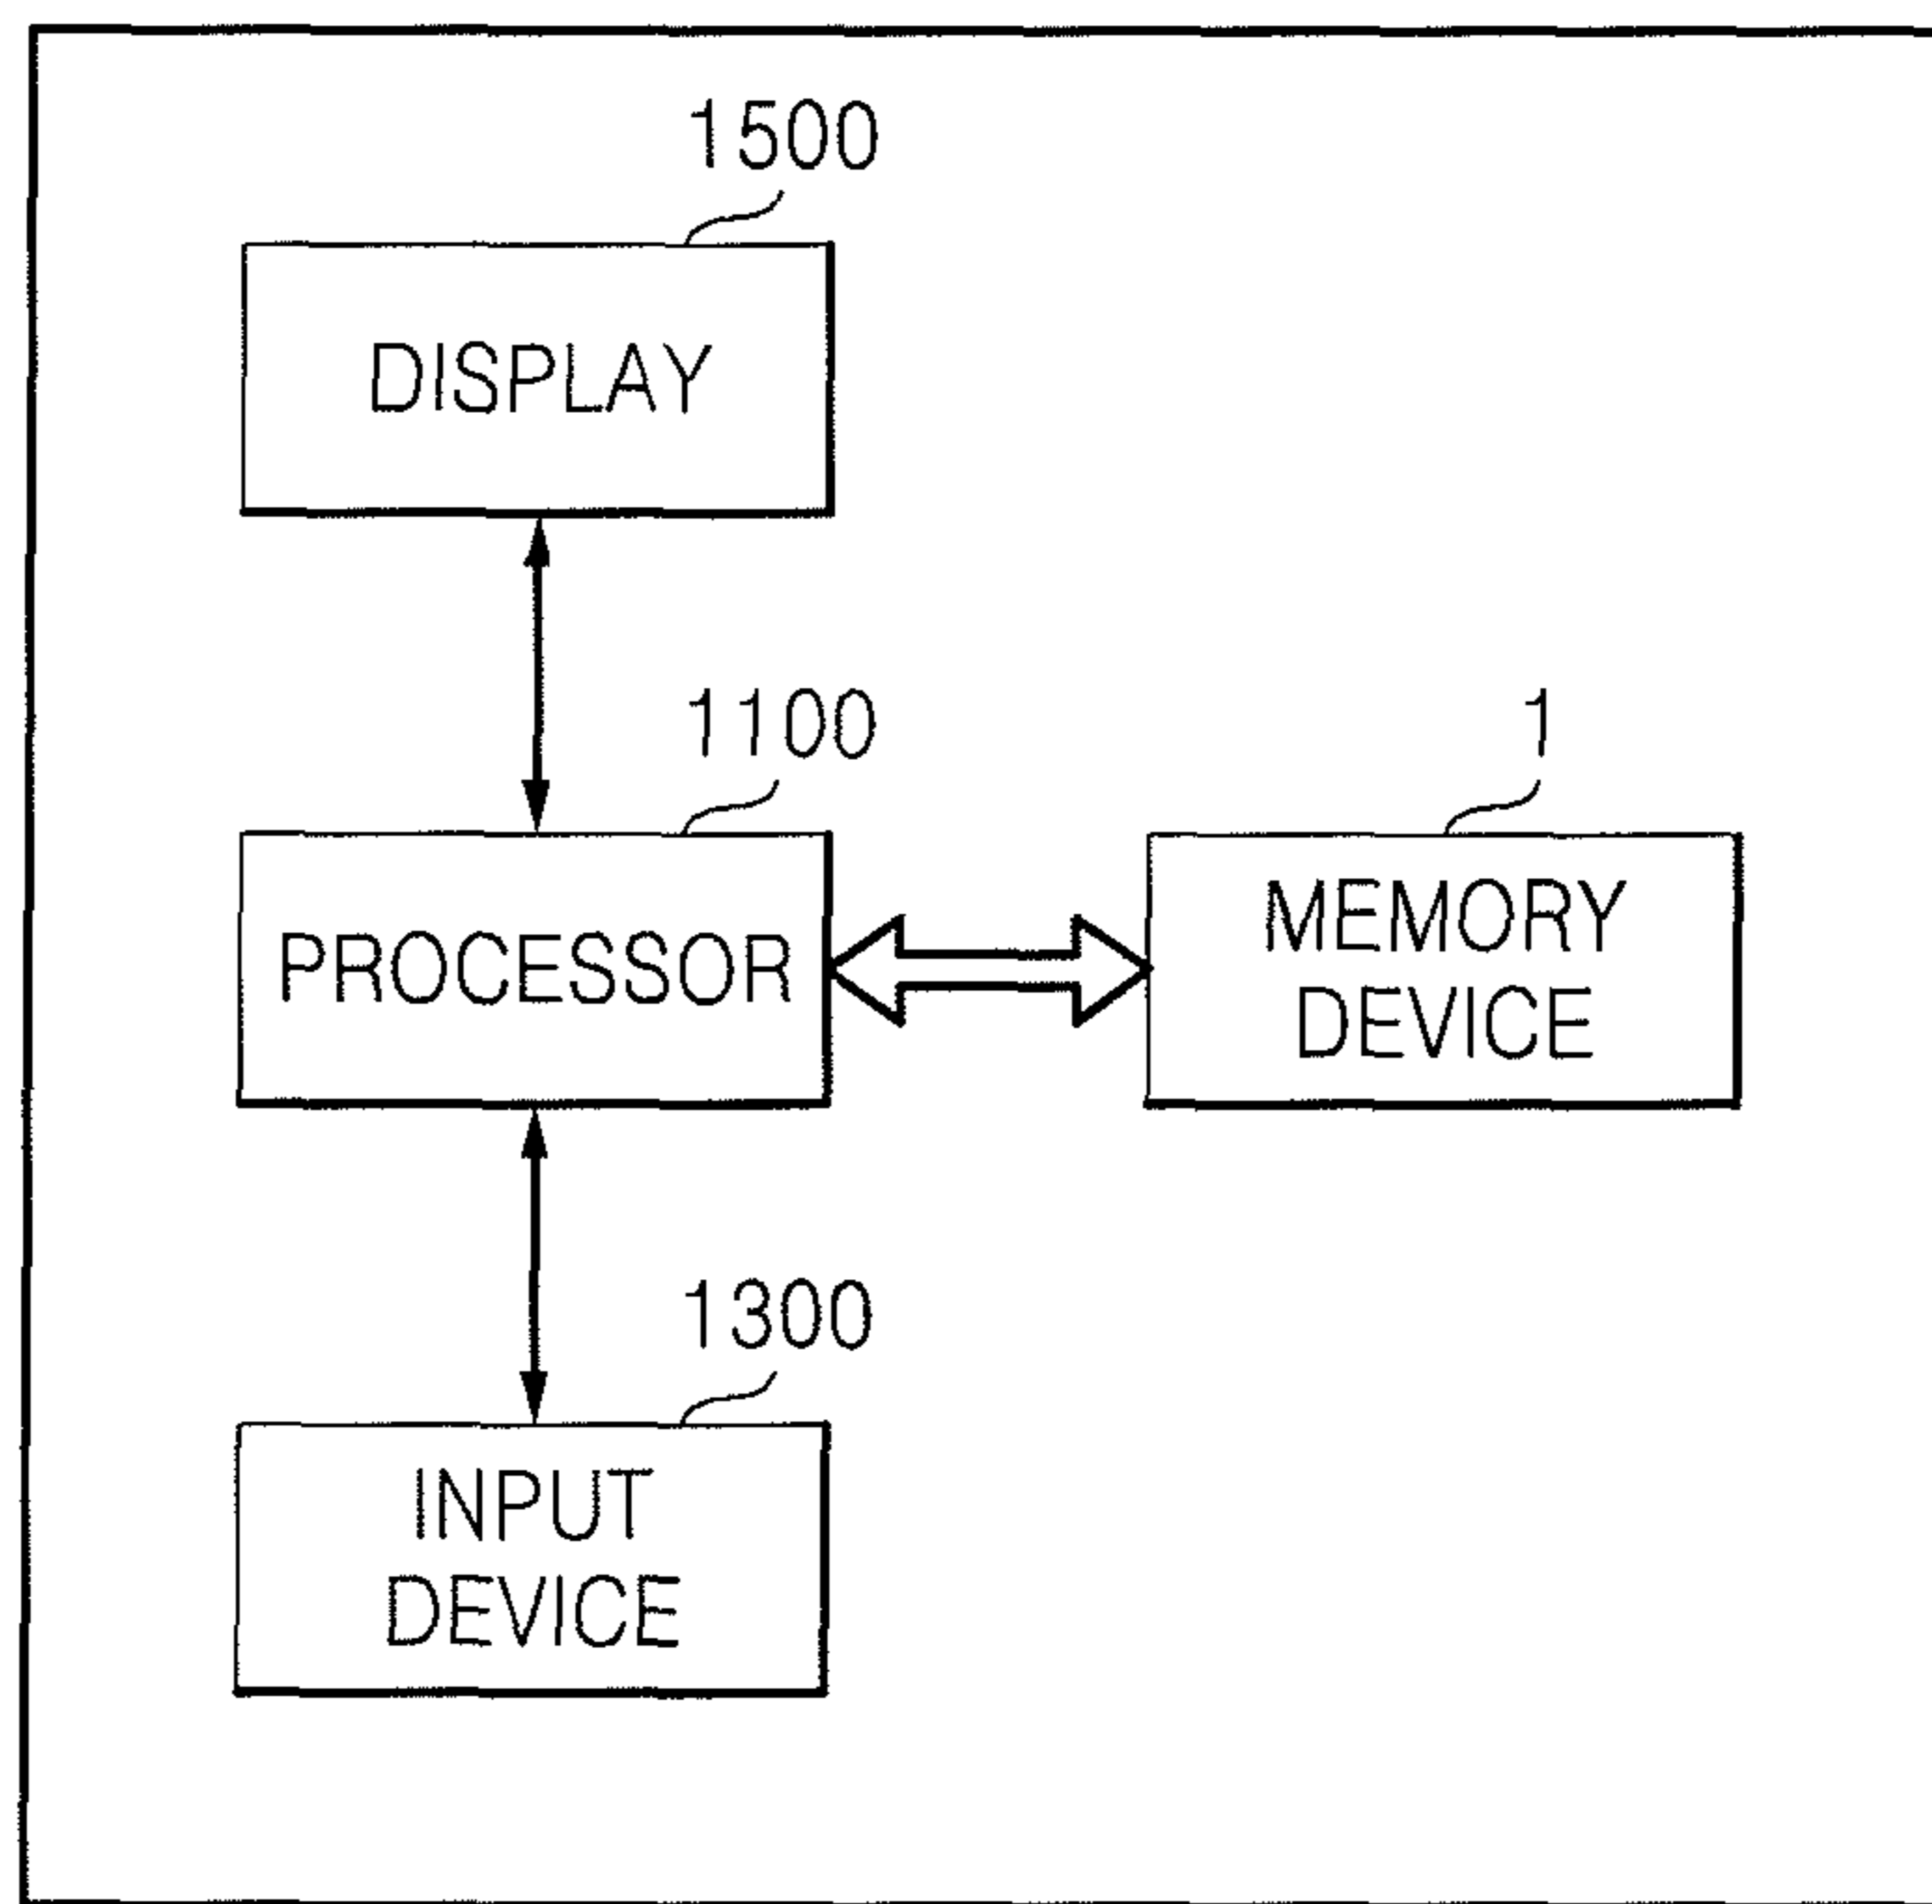 1500
DISPLAY
1100
PROCESSOR
1
MEMORY
DEVICE
1300
INPUT
DEVICE